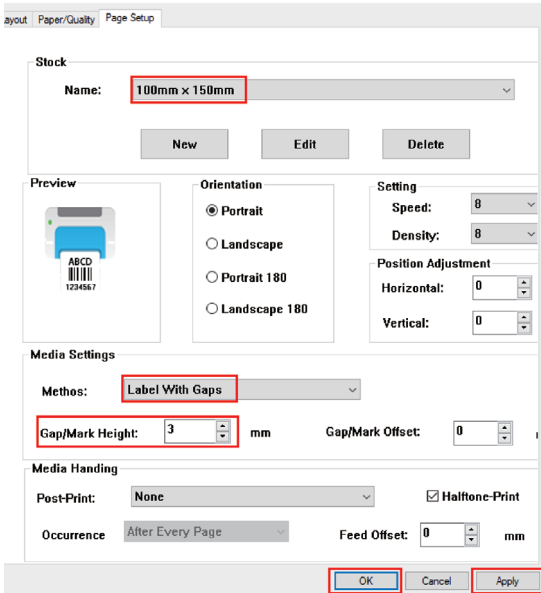 ayout Paper/Quality Page Setup
Stock
Name: 100mm x 150mm
New Edit Delete
Preview
ABCD
1234567
Orientation
Portrait
Landscape
Portrait 180
Landscape 180
Setting
Speed: 8
Density: 8
Position Adjustment
Horizontal: 0
Vertical: 0
Media Settings
Methos: Label With Gaps
Gap/Mark Height: 3 mm Gap/Mark Offset: 0
Media Handing
Post-Print: None Halftone-Print
Occurrence After Every Page Feed Offset: 0 mm
OK Cancel Apply